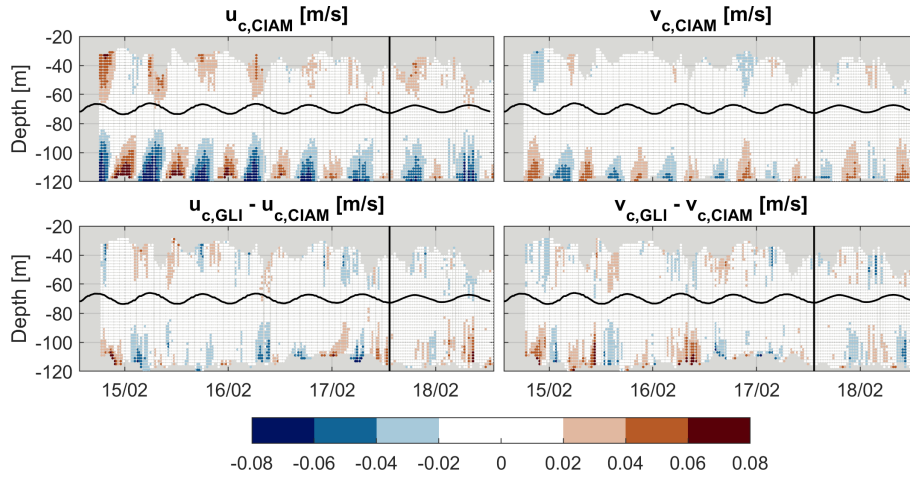 u_c,CIAM [m/s]
v_c,CIAM [m/s]
Depth [m]
-20
-40
-60
-80
-100
-120
u_c,GLI - u_c,CIAM [m/s]
v_c,GLI - v_c,CIAM [m/s]
Depth [m]
-20
-40
-60
-80
-100
-120
15/02 16/02 17/02 18/02
15/02 16/02 17/02 18/02
-0.08 -0.06 -0.04 -0.02 0 0.02 0.04 0.06 0.08